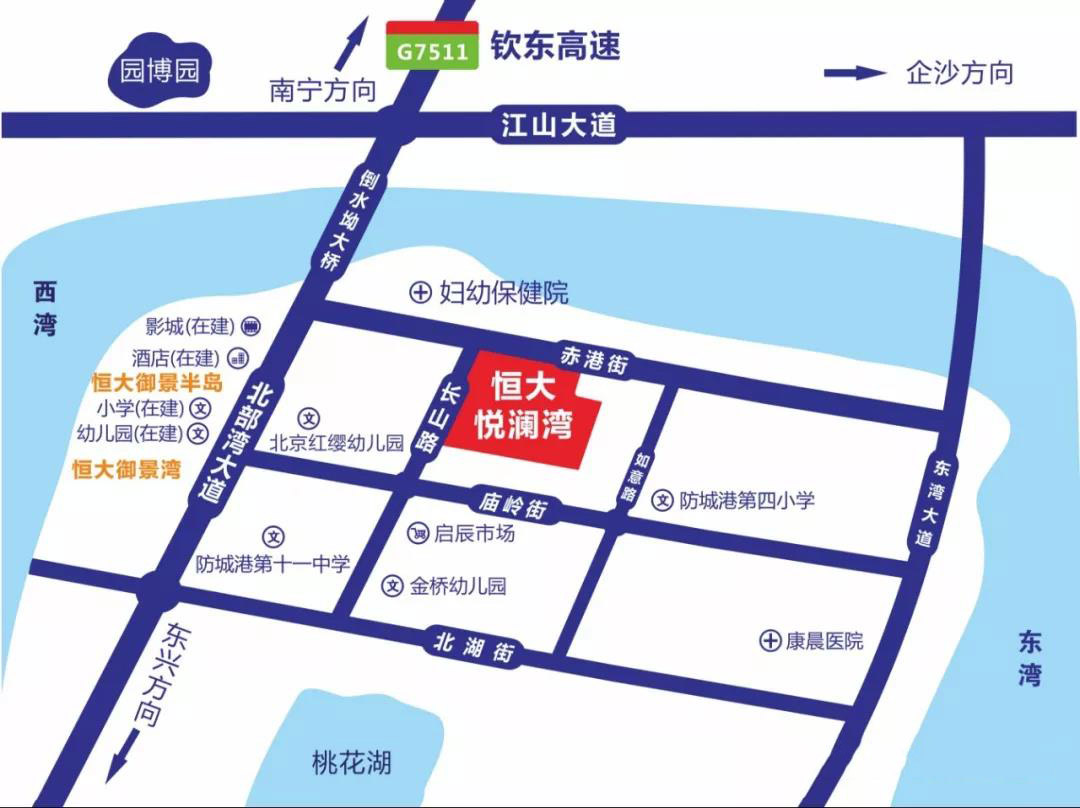 G7511
钦东高速
园博园
南宁方向
企沙方向
江山大道
倒水坳大桥
西湾
妇幼保健院
影城(在建)
酒店(在建)
恒大御景半岛
小学(在建)
幼儿园(在建)
恒大御景湾
文
文
北部湾大道
赤港街
恒大
悦澜湾
长山路
文
北京红缨幼儿园
如意路
东湾大道
文
防城港第四小学
庙岭街
启辰市场
文
防城港第十一中学
文
金桥幼儿园
北湖街
康晨医院
东湾
东兴方向
桃花湖